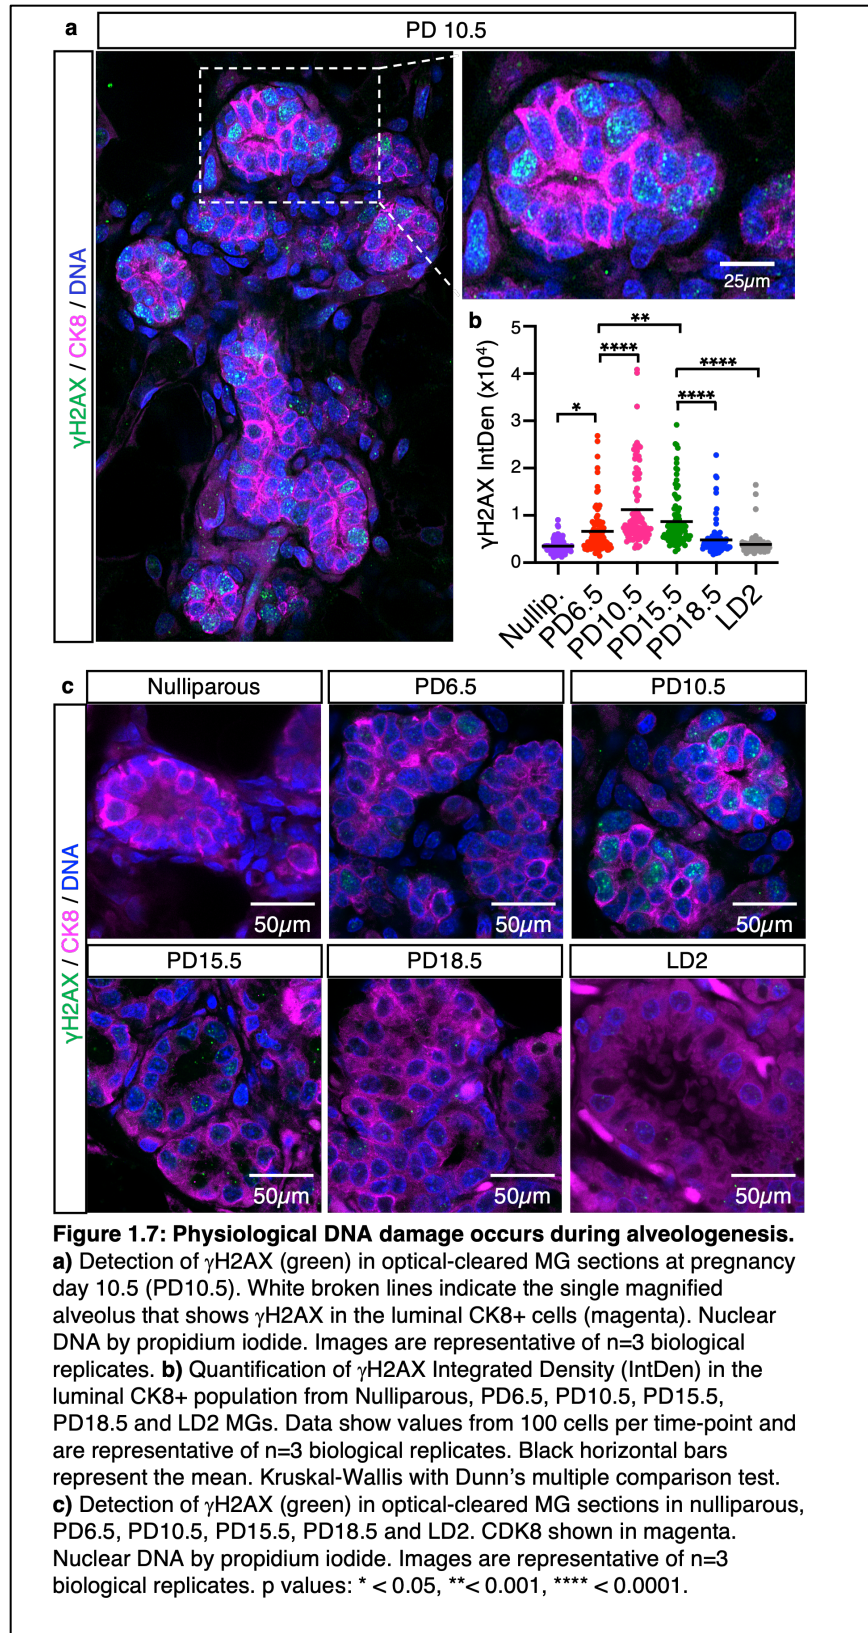 a
PD 10.5
γH2AX / CK8 / DNA
25µm
b
γH2AX IntDen (x10⁴)
5
4
3
2
1
0
*
****
**
****
****
Nullip.
PD6.5
PD10.5
PD15.5
PD18.5
LD2
c
Nulliparous
PD6.5
PD10.5
γH2AX / CK8 / DNA
50µm
50µm
50µm
PD15.5
PD18.5
LD2
50µm
50µm
50µm
Figure 1.7: Physiological DNA damage occurs during alveologenesis.
a) Detection of γH2AX (green) in optical-cleared MG sections at pregnancy
day 10.5 (PD10.5). White broken lines indicate the single magnified
alveolus that shows γH2AX in the luminal CK8+ cells (magenta). Nuclear
DNA by propidium iodide. Images are representative of n=3 biological
replicates. b) Quantification of γH2AX Integrated Density (IntDen) in the
luminal CK8+ population from Nulliparous, PD6.5, PD10.5, PD15.5,
PD18.5 and LD2 MGs. Data show values from 100 cells per time-point and
are representative of n=3 biological replicates. Black horizontal bars
represent the mean. Kruskal-Wallis with Dunn's multiple comparison test.
c) Detection of γH2AX (green) in optical-cleared MG sections in nulliparous,
PD6.5, PD10.5, PD15.5, PD18.5 and LD2. CDK8 shown in magenta.
Nuclear DNA by propidium iodide. Images are representative of n=3
biological replicates. p values: * < 0.05, **< 0.001, **** < 0.0001.